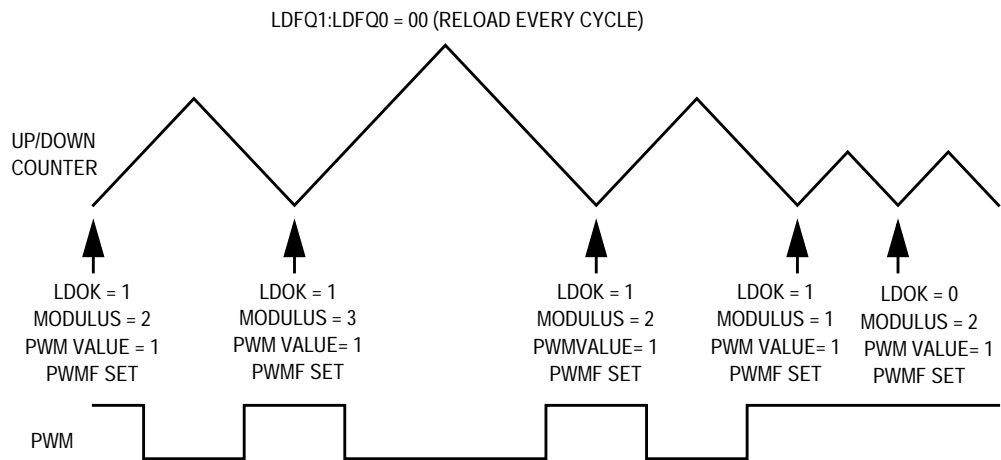 LDFQ1:LDFQ0 = 00 (RELOAD EVERY CYCLE)
UP/DOWN
COUNTER
LDOK = 1
MODULUS = 2
PWM VALUE = 1
PWMF SET
LDOK = 1
MODULUS = 3
PWM VALUE= 1
PWMF SET
LDOK = 1
MODULUS = 2
PWMVALUE= 1
PWMF SET
LDOK = 1
MODULUS = 1
PWM VALUE= 1
PWMF SET
LDOK = 0
MODULUS = 2
PWM VALUE= 1
PWMF SET
PWM